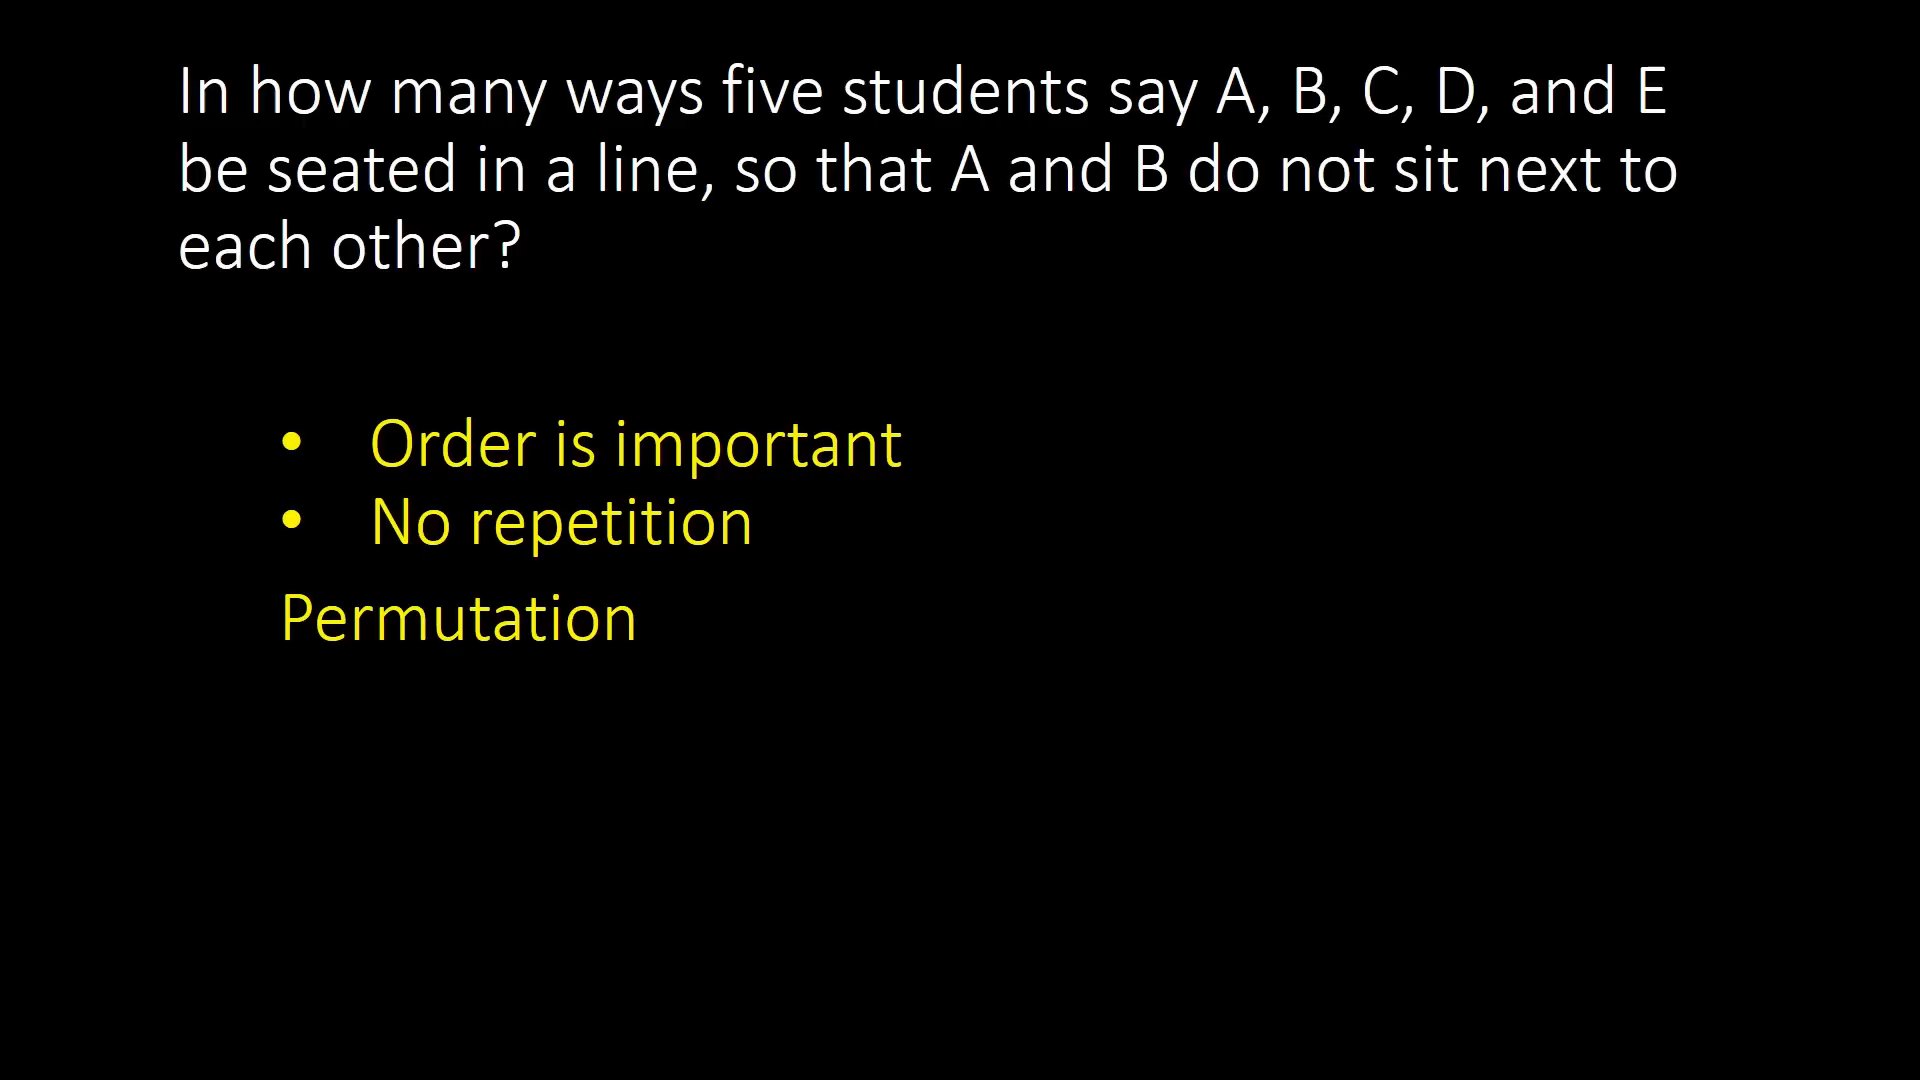 In how many ways five students say A, B, C, D, and E
be seated in a line, so that A and B do not sit next to
each other?
• Order is important
• No repetition
Permutation